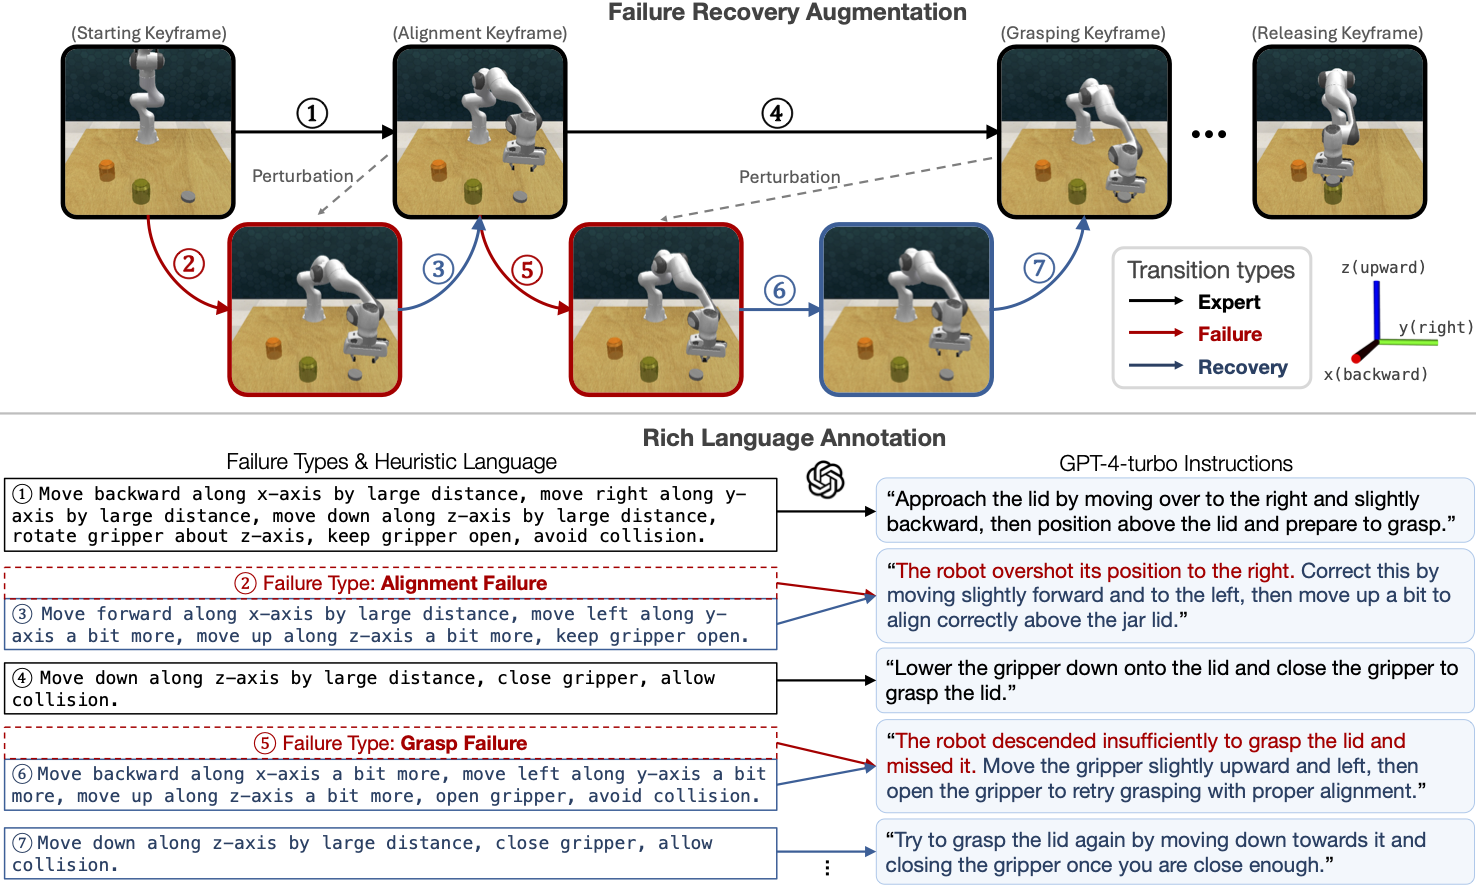 Failure Recovery Augmentation
(Starting Keyframe)
(Alignment Keyframe)
(Grasping Keyframe)
(Releasing Keyframe)
①
④
•••
Perturbation
Perturbation
②
③
⑤
⑥
⑦
Transition types
Expert
Failure
Recovery
z(upward)
y(right)
x(backward)
Rich Language Annotation
Failure Types & Heuristic Language
GPT-4-turbo Instructions
① Move backward along x-axis by large distance, move right along y-
axis by large distance, move down along z-axis by large distance,
rotate gripper about z-axis, keep gripper open, avoid collision.
“Approach the lid by moving over to the right and slightly
backward, then position above the lid and prepare to grasp.”
② Failure Type: Alignment Failure
③ Move forward along x-axis by large distance, move left along y-
axis a bit more, move up along z-axis a bit more, keep gripper open.
“The robot overshot its position to the right. Correct this by
moving slightly forward and to the left, then move up a bit to
align correctly above the jar lid.”
④ Move down along z-axis by large distance, close gripper, allow
collision.
“Lower the gripper down onto the lid and close the gripper to
grasp the lid.”
⑤ Failure Type: Grasp Failure
⑥ Move backward along x-axis a bit more, move left along y-axis a bit
more, move up along z-axis a bit more, open gripper, avoid collision.
“The robot descended insufficiently to grasp the lid and
missed it. Move the gripper slightly upward and left, then
open the gripper to retry grasping with proper alignment.”
⑦ Move down along z-axis by large distance, close gripper, allow
collision.
“Try to grasp the lid again by moving down towards it and
closing the gripper once you are close enough.”
⋮